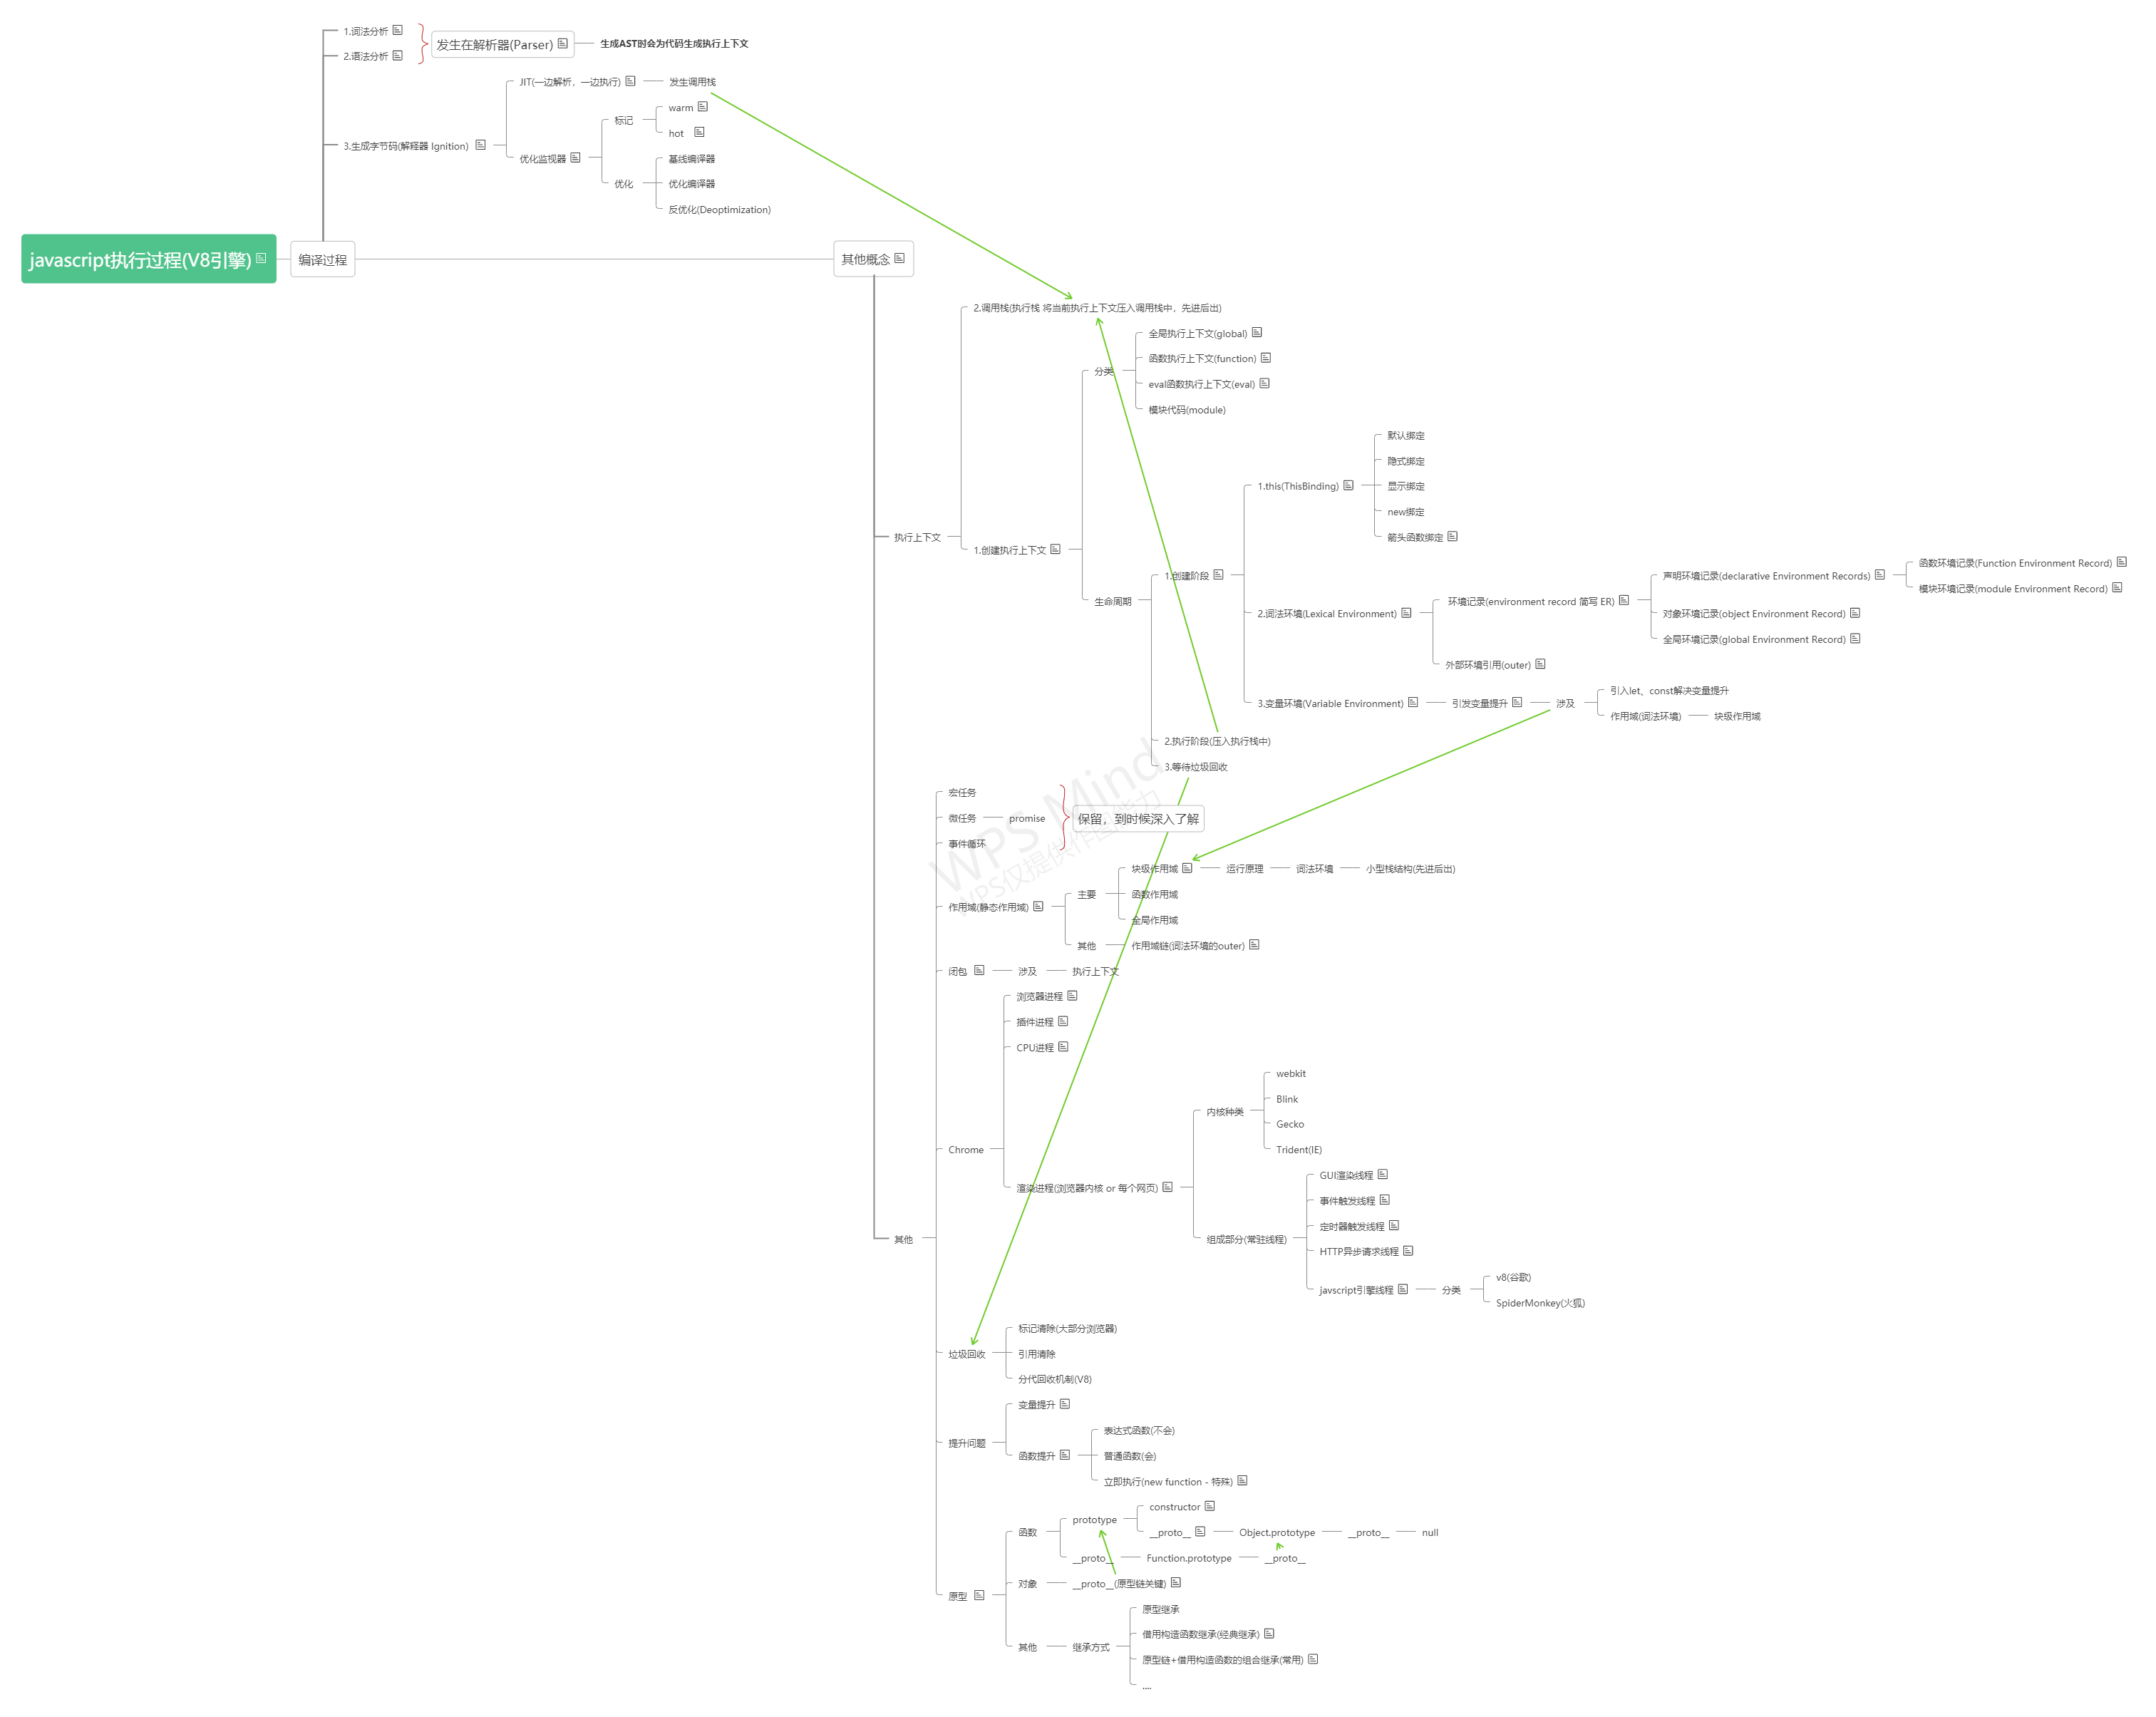 1.词法分析
2.语法分析
发生在解析器(Parser)
生成AST时会为代码生成执行上下文
JIT(一边解析，一边执行)
发生调用栈
标记
warm
hot
3.生成字节码(解释器 Ignition)
优化监视器
基线编译器
优化
优化编译器
反优化(Deoptimization)
javascript执行过程(V8引擎)
编译过程
其他概念
2.调用栈(执行栈 将当前执行上下文压入调用栈中，先进后出)
全局执行上下文(global)
函数执行上下文(function)
分类
eval函数执行上下文(eval)
模块代码(module)
默认绑定
隐式绑定
1.this(ThisBinding)
显示绑定
new绑定
箭头函数绑定
执行上下文
1.创建执行上下文
生命周期
1.创建阶段
2.词法环境(Lexical Environment)
环境记录(environment record 简写 ER)
声明环境记录(declarative Environment Records)
函数环境记录(Function Environment Record)
模块环境记录(module Environment Record)
对象环境记录(object Environment Record)
全局环境记录(global Environment Record)
外部环境引用(outer)
3.变量环境(Variable Environment)
引发变量提升
涉及
引入let、const解决变量提升
作用域(词法环境)
块级作用域
2.执行阶段(压入执行栈中)
3.等待垃圾回收
WPS Mind
宏任务
微任务
promise
事件循环
保留，到时候深入了解
作用域(静态作用域)
主要
块级作用域
运行原理
词法环境
小型栈结构(先进后出)
函数作用域
全局作用域
其他
作用域链(词法环境的outer)
闭包
涉及
执行上下文
浏览器进程
插件进程
CPU进程
Chrome
渲染进程(浏览器内核 or 每个网页)
内核种类
webkit
Blink
Gecko
Trident(IE)
组成部分(常驻线程)
GUI渲染线程
事件触发线程
定时器触发线程
HTTP异步请求线程
javscript引擎线程
分类
v8(谷歌)
SpiderMonkey(火狐)
其他
垃圾回收
标记清除(大部分浏览器)
引用清除
分代回收机制(V8)
提升问题
变量提升
函数提升
表达式函数(不会)
普通函数(会)
立即执行(new function - 特殊)
原型
函数
prototype
constructor
__proto__
Object.prototype
__proto__
null
__proto__
Function.prototype
__proto__
对象
__proto__(原型链关键)
其他
继承方式
原型继承
借用构造函数继承(经典继承)
原型链+借用构造函数的组合继承(常用)
....